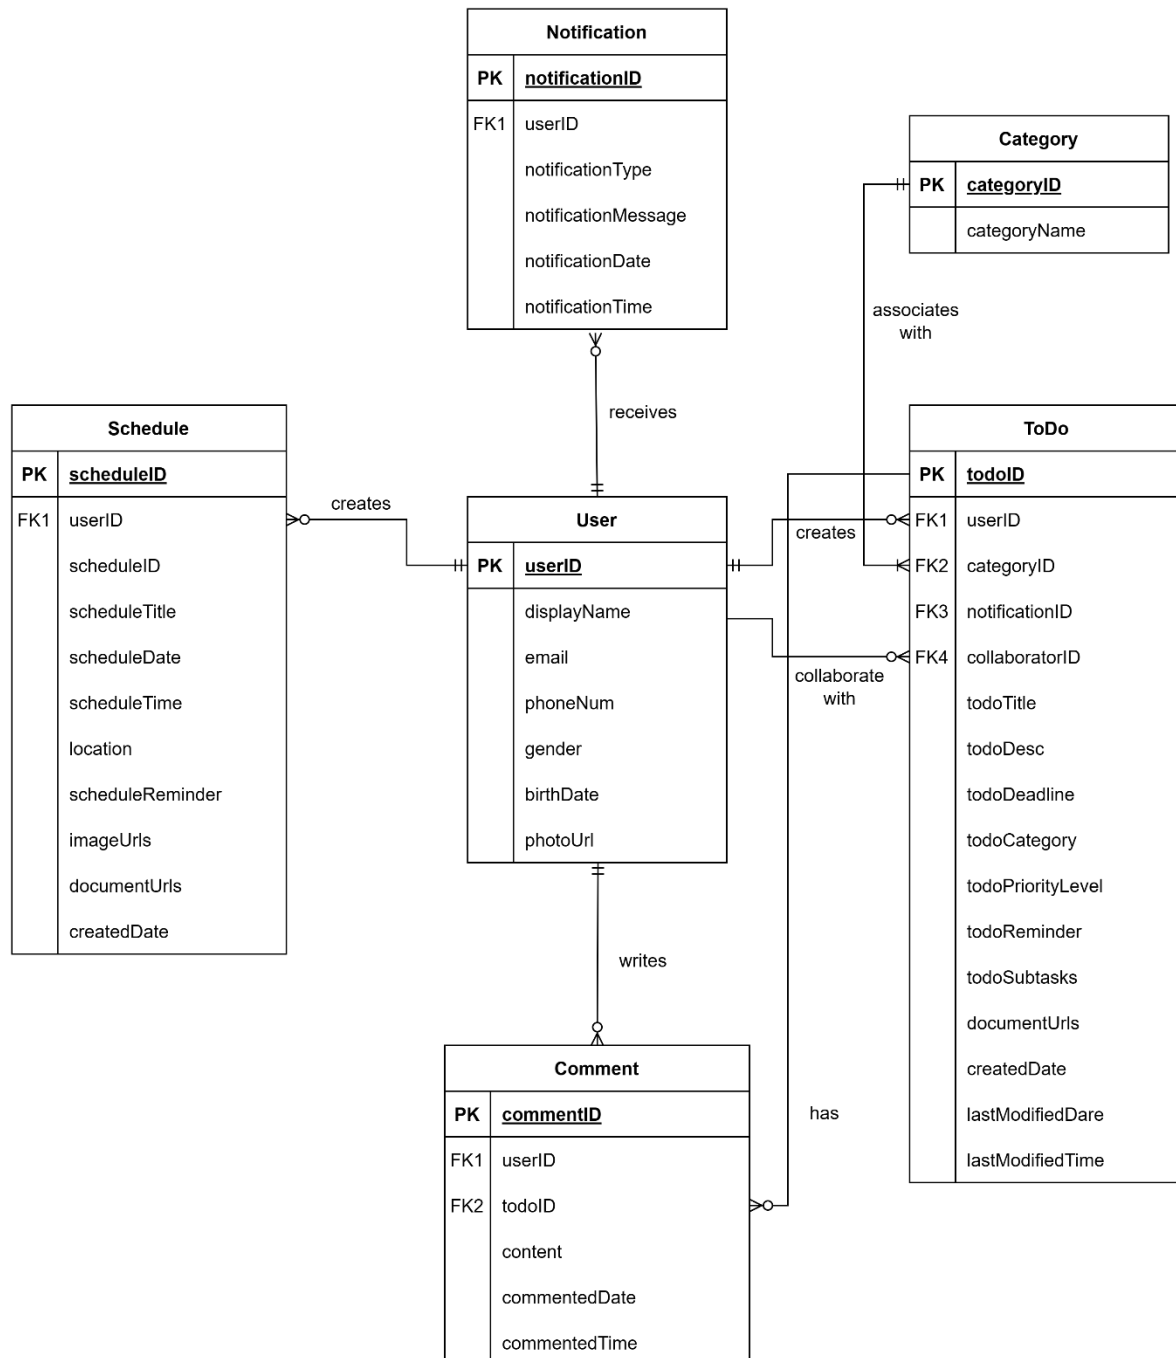 Notification
PK notificationID
FK1 userID
notificationType
notificationMessage
notificationDate
notificationTime
Category
PK categoryID
categoryName
associates
with
receives
Schedule
PK scheduleID
FK1 userID
scheduleID
scheduleTitle
scheduleDate
scheduleTime
location
scheduleReminder
imageUrls
documentUrls
createdDate
creates
User
PK userID
displayName
email
phoneNum
gender
birthDate
photoUrl
creates
collaborate
with
ToDo
PK todoID
FK1 userID
FK2 categoryID
FK3 notificationID
FK4 collaboratorID
todoTitle
todoDesc
todoDeadline
todoCategory
todoPriorityLevel
todoReminder
todoSubtasks
documentUrls
createdDate
lastModifiedDare
lastModifiedTime
writes
has
Comment
PK commentID
FK1 userID
FK2 todoID
content
commentedDate
commentedTime